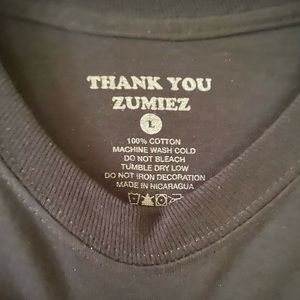 THANK YOU
ZUMIEZ
L
100% COTTON
MACHINE WASH COLD
DO NOT BLEACH
TUMBLE DRY LOW
DO NOT IRON DECORATION
MADE IN NICARAGUA